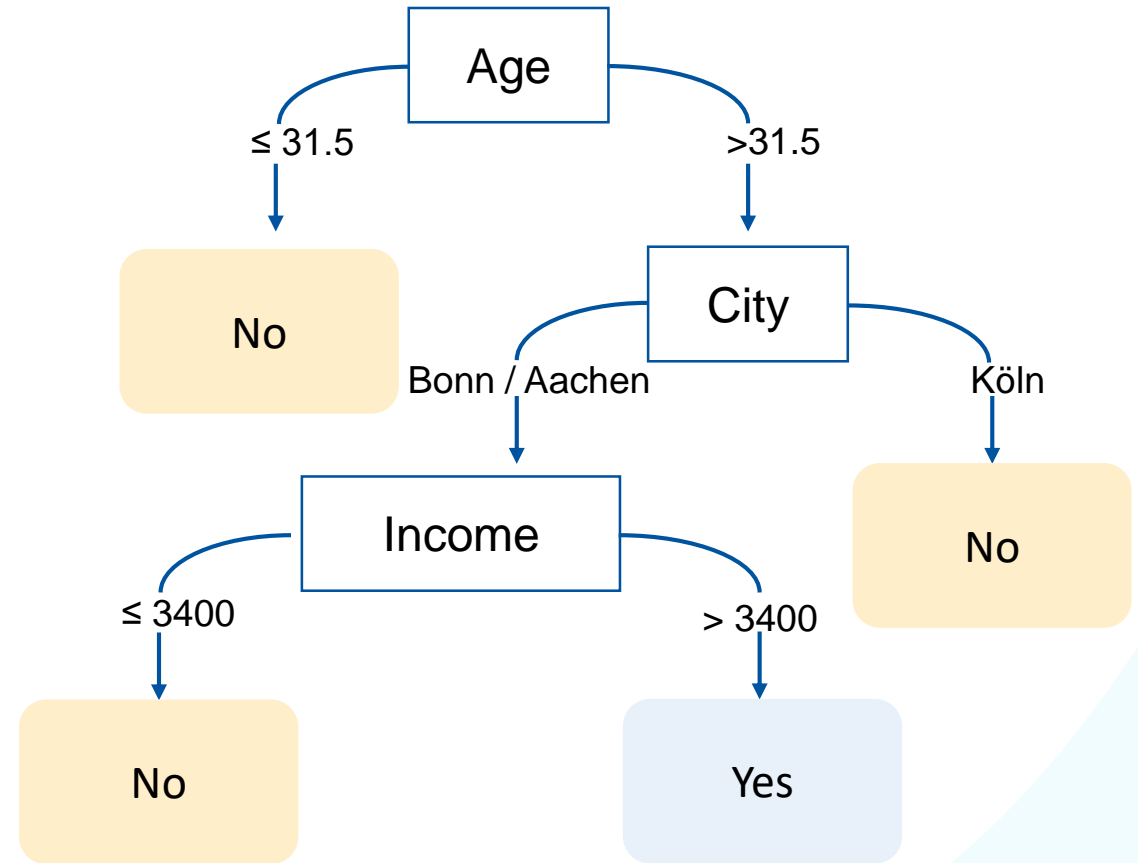 Age
≤ 31.5
>31.5
No
City
Bonn / Aachen
Köln
Income
No
≤ 3400
> 3400
No
Yes